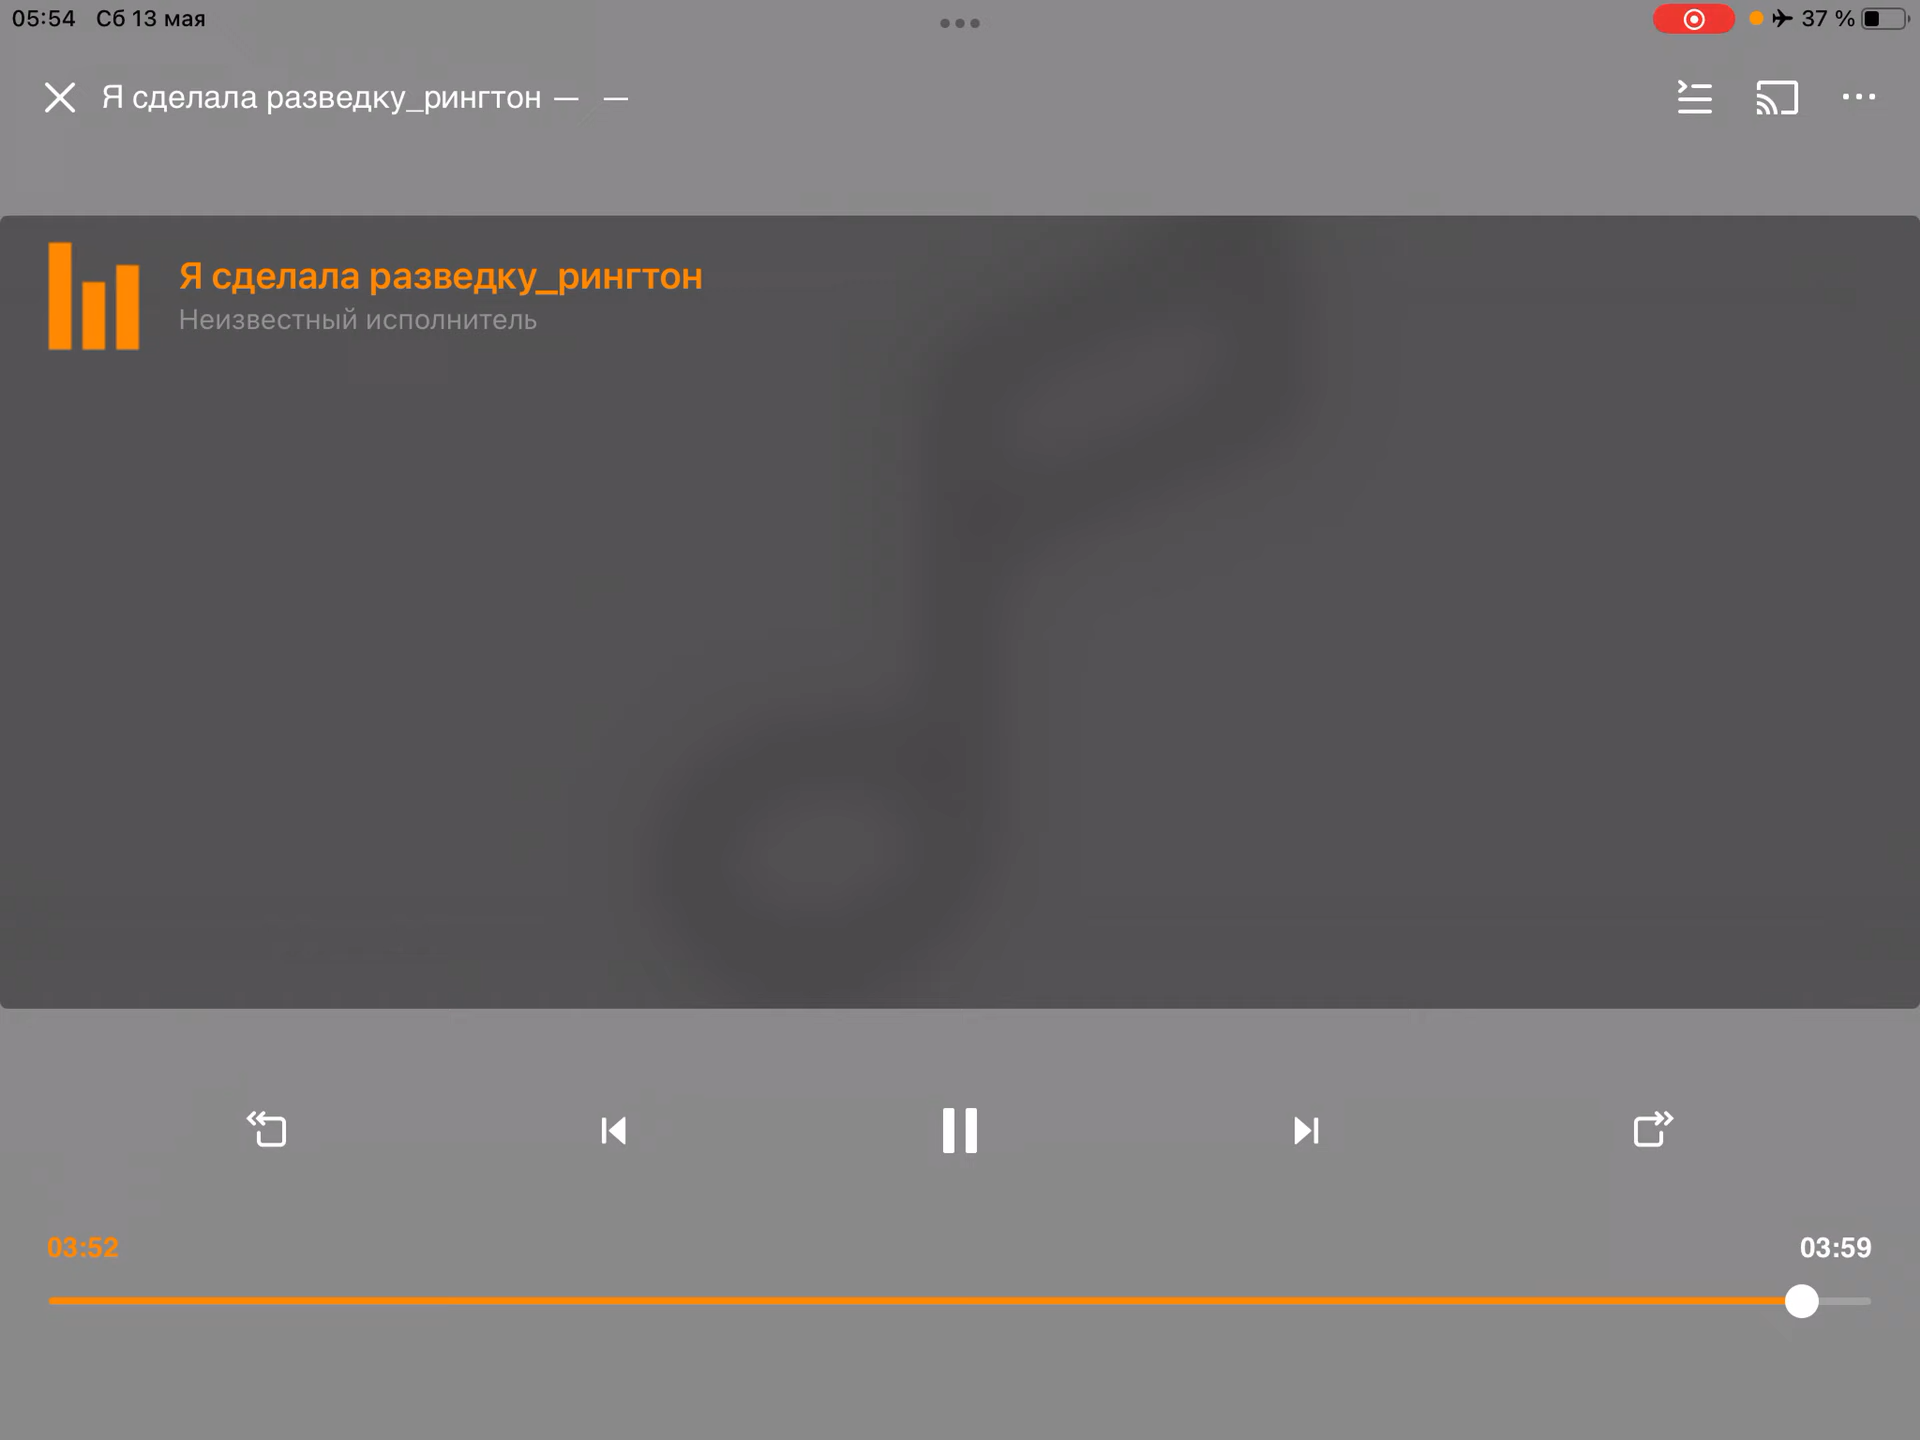 05:54 Сб 13 мая
37 %
Я сделала разведку_рингтон — —
Я сделала разведку_рингтон
Неизвестный исполнитель
03:52
03:59